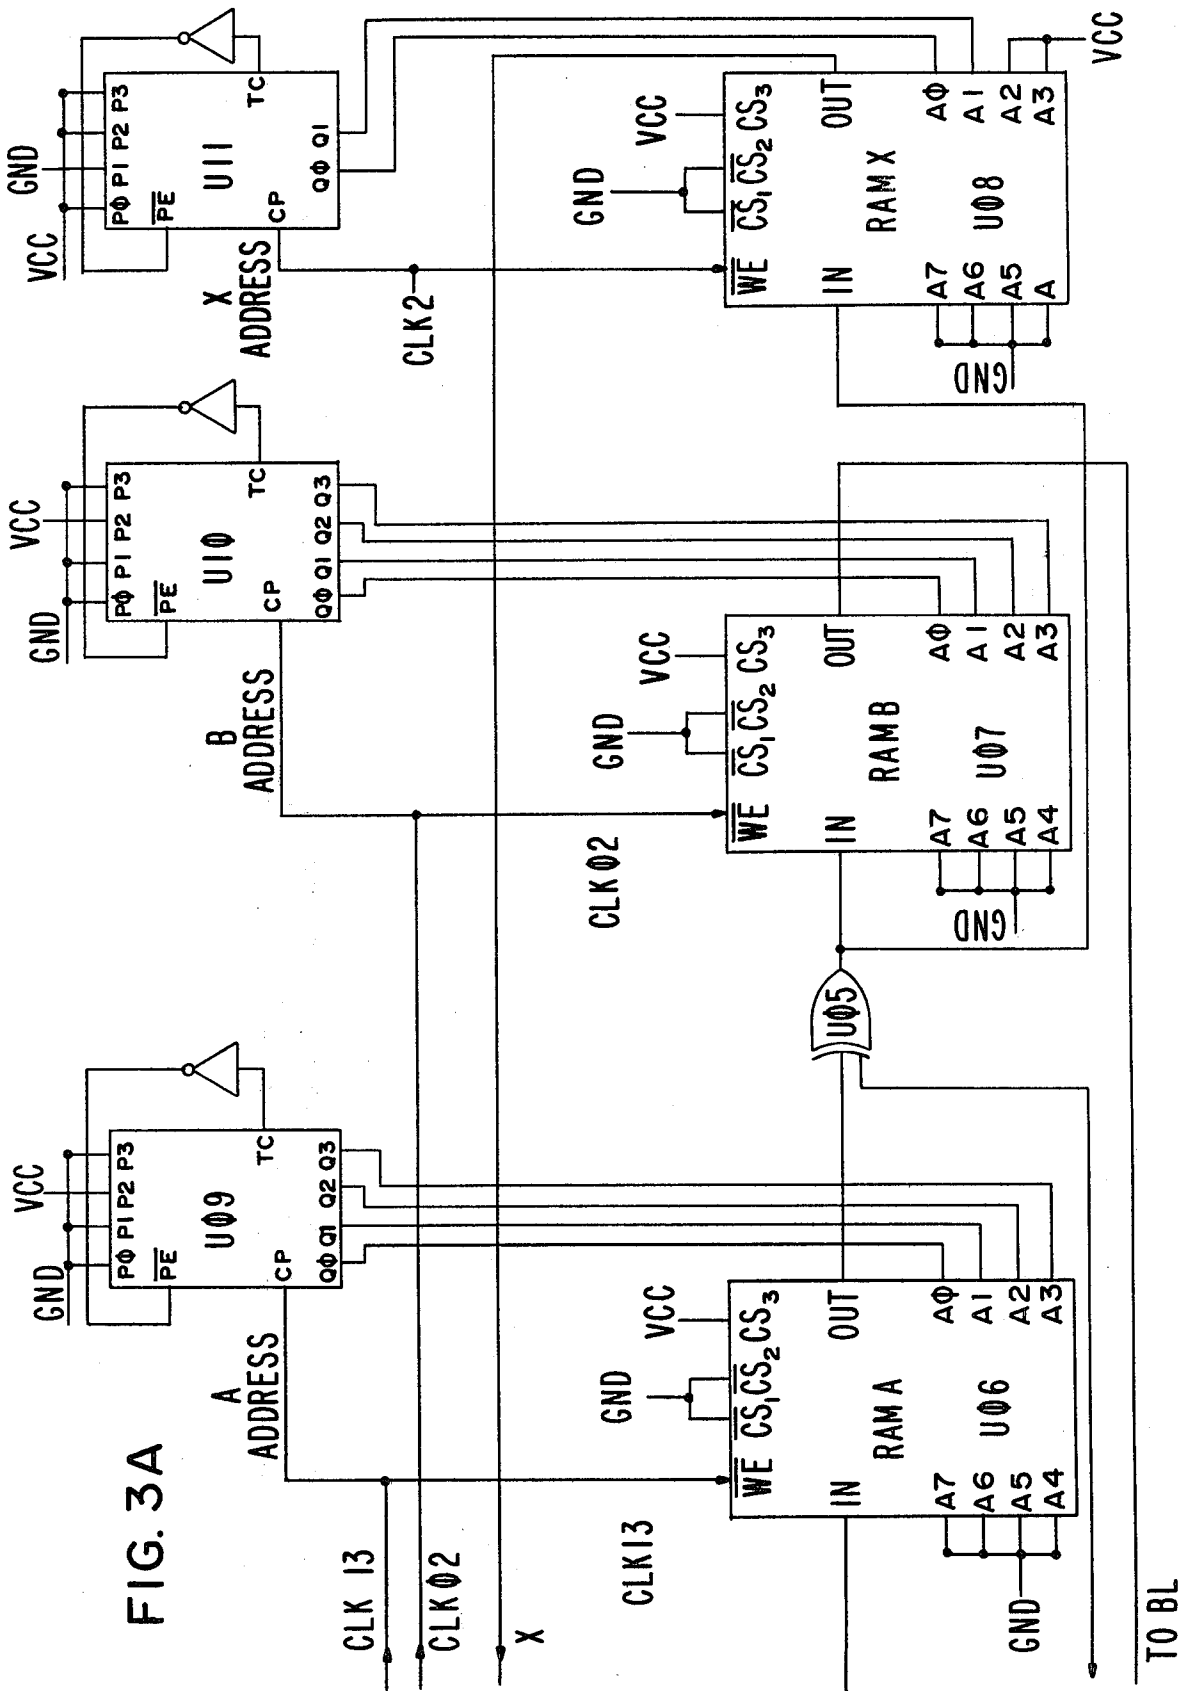 FIG. 3A
GND
VCC
PΦ P1 P2 P3
PE
UΦ9
TC
CP
QΦ Q1 Q2 Q3
A
ADDRESS
GND
VCC
PΦ P1 P2 P3
PE
U1Φ
TC
CP
QΦ Q1 Q2 Q3
B
ADDRESS
VCC
GND
PΦ P1 P2 P3
PE
U11
TC
CP
QΦ Q1
X
ADDRESS
CLK 13
CLKΦ2
X
CLK2
CLK13
GND
VCC
WE CS1 CS2 CS3
IN
OUT
RAM A
UΦ6
A7
A6
A5
A4
AΦ
A1
A2
A3
GND
UΦ5
CLKΦ2
GND
VCC
WE CS1 CS2 CS3
IN
OUT
RAM B
UΦ7
A7
A6
A5
A4
AΦ
A1
A2
A3
GND
GND
VCC
WE CS1 CS2 CS3
IN
OUT
RAM X
UΦ8
A7
A6
A5
A
AΦ
A1
A2
A3
GND
VCC
TO BL